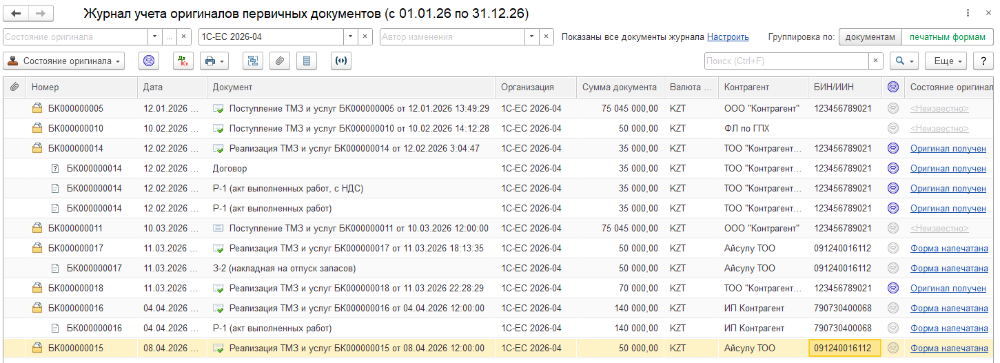 Журнал учета оригиналов первичных документов (с 01.01.26 по 31.12.26)
Состояние оригинала ... × 1С-ЕС 2026-04 × Автор изменения × Показаны все документы журнала Настроить Группировка по: документам печатным формам
Состояние оригинала Дт Кт Поиск (Ctrl+F) × Еще ?
Номер Дата Документ Организация Сумма документа Валюта ... Контрагент БИН/ИИН Состояние оригинал
БК000000005 12.01.2026 ... Поступление ТМЗ и услуг БК000000005 от 12.01.2026 13:49:29 1С-ЕС 2026-04 75 045 000,00 KZT ООО "Контрагент" 123456789021 <Неизвестно>
БК000000010 10.02.2026 ... Поступление ТМЗ и услуг БК000000010 от 10.02.2026 14:12:28 1С-ЕС 2026-04 50 000,00 KZT ФЛ по ГПХ <Неизвестно>
БК000000014 12.02.2026 ... Реализация ТМЗ и услуг БК000000014 от 12.02.2026 3:04:47 1С-ЕС 2026-04 35 000,00 KZT ТОО "Контрагент... 123456789021 Оригинал получен
БК000000014 12.02.2026 ... Договор 1С-ЕС 2026-04 35 000,00 KZT ТОО "Контрагент... 123456789021 Оригинал получен
БК000000014 12.02.2026 ... Р-1 (акт выполненных работ, с НДС) 1С-ЕС 2026-04 35 000,00 KZT ТОО "Контрагент... 123456789021 Оригинал получен
БК000000014 12.02.2026 ... Р-1 (акт выполненных работ) 1С-ЕС 2026-04 35 000,00 KZT ТОО "Контрагент... 123456789021 Оригинал получен
БК000000011 10.03.2026 ... Поступление ТМЗ и услуг БК000000011 от 10.03.2026 12:00:00 1С-ЕС 2026-04 75 045 000,00 KZT ООО "Контрагент" 123456789021 <Неизвестно>
БК000000017 11.03.2026 ... Реализация ТМЗ и услуг БК000000017 от 11.03.2026 18:13:35 1С-ЕС 2026-04 50 000,00 KZT Айсулу ТОО 091240016112 Форма напечатана
БК000000017 11.03.2026 ... З-2 (накладная на отпуск запасов) 1С-ЕС 2026-04 50 000,00 KZT Айсулу ТОО 091240016112 Форма напечатана
БК000000018 11.03.2026 ... Реализация ТМЗ и услуг БК000000018 от 11.03.2026 22:28:29 1С-ЕС 2026-04 70 000,00 KZT ТОО "Контрагент... 123456789021 Оригинал получен
БК000000016 04.04.2026 ... Реализация ТМЗ и услуг БК000000016 от 04.04.2026 12:00:00 1С-ЕС 2026-04 140 000,00 KZT ИП Контрагент 790730400068 Форма напечатана
БК000000016 04.04.2026 ... Р-1 (акт выполненных работ) 1С-ЕС 2026-04 140 000,00 KZT ИП Контрагент 790730400068 Форма напечатана
БК000000015 08.04.2026 ... Реализация ТМЗ и услуг БК000000015 от 08.04.2026 12:00:00 1С-ЕС 2026-04 50 000,00 KZT Айсулу ТОО 091240016112 Форма напечатана